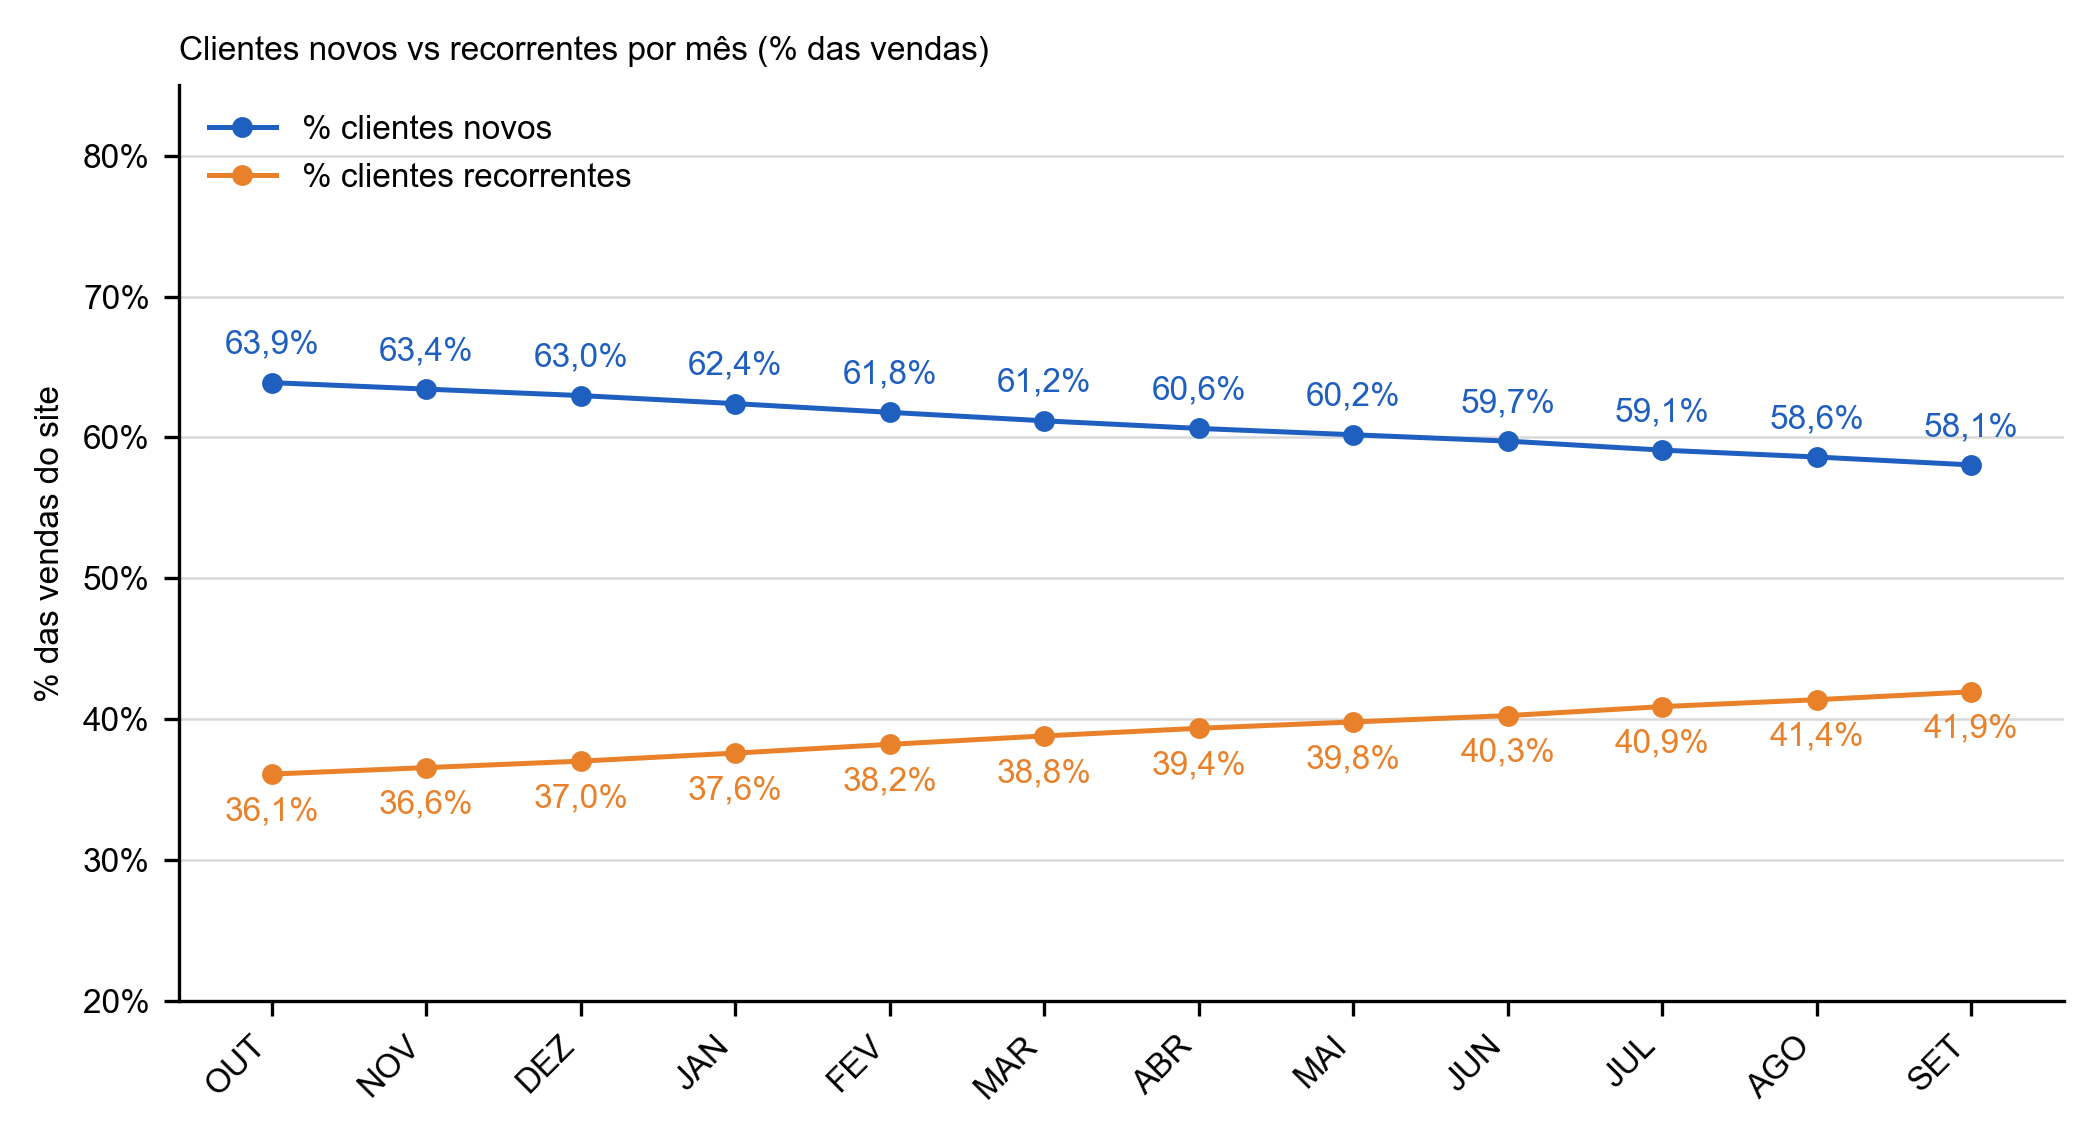 Clientes novos vs recorrentes por mês (% das vendas)
% clientes novos
% clientes recorrentes
% das vendas do site
80%
70%
60%
50%
40%
30%
20%
63,9%
63,4%
63,0%
62,4%
61,8%
61,2%
60,6%
60,2%
59,7%
59,1%
58,6%
58,1%
36,1%
36,6%
37,0%
37,6%
38,2%
38,8%
39,4%
39,8%
40,3%
40,9%
41,4%
41,9%
OUT
NOV
DEZ
JAN
FEV
MAR
ABR
MAI
JUN
JUL
AGO
SET